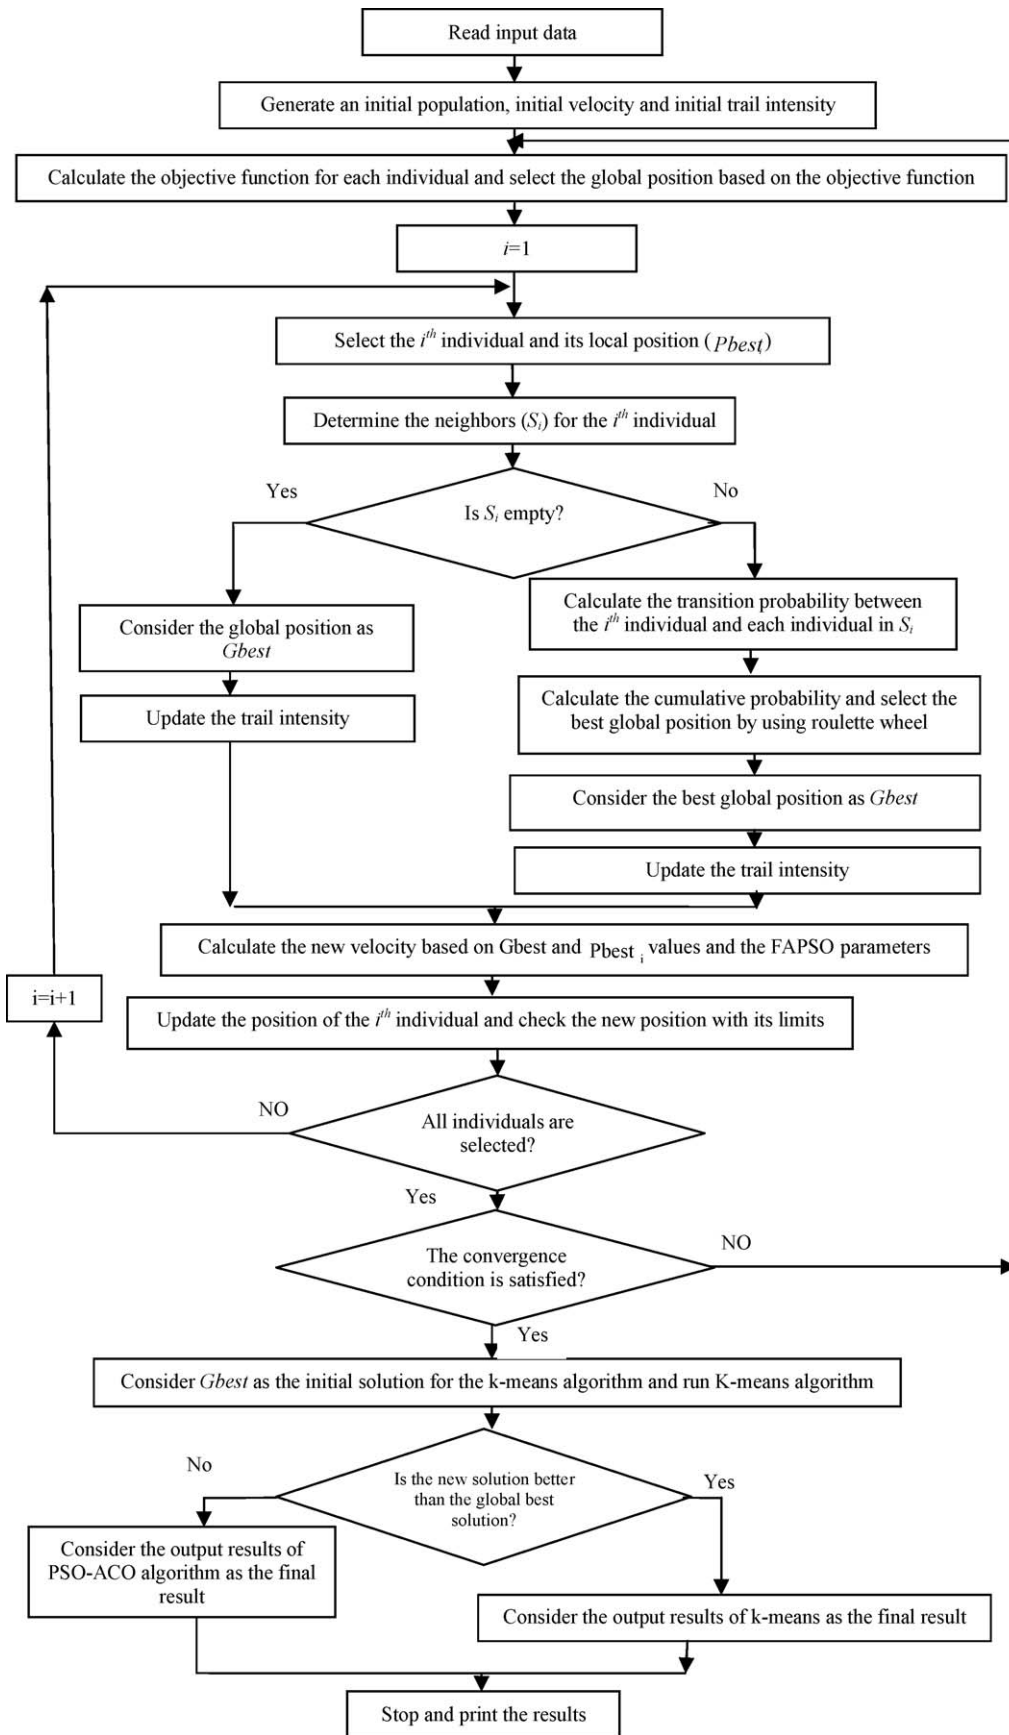 Read input data
Generate an initial population, initial velocity and initial trail intensity
Calculate the objective function for each individual and select the global position based on the objective function
i=1
Select the i^th individual and its local position (Pbest_i)
Determine the neighbors (S_i) for the i^th individual
Yes
No
Is S_i empty?
Consider the global position as
Gbest
Update the trail intensity
Calculate the transition probability between
the i^th individual and each individual in S_i
Calculate the cumulative probability and select the
best global position by using roulette wheel
Consider the best global position as Gbest
Update the trail intensity
Calculate the new velocity based on Gbest and Pbest_i values and the FAPSO parameters
i=i+1
Update the position of the i^th individual and check the new position with its limits
NO
All individuals are
selected?
Yes
The convergence
condition is satisfied?
NO
Yes
Consider Gbest as the initial solution for the k-means algorithm and run K-means algorithm
No
Is the new solution better
than the global best
solution?
Yes
Consider the output results of
PSO-ACO algorithm as the final
result
Consider the output results of k-means as the final result
Stop and print the results